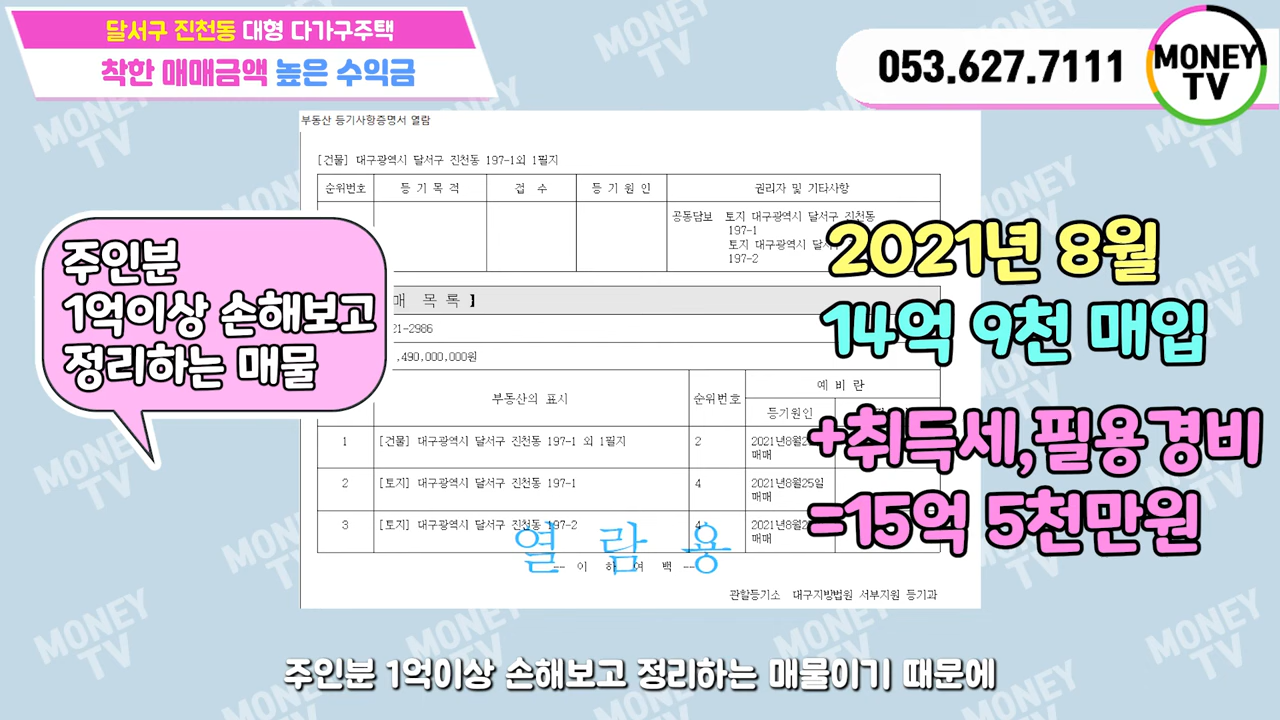 달서구 진천동 대형 다가구주택
착한 매매금액 높은 수익금
053.627.7111
MONEY
TV
부동산 등기사항증명서 열람
[건물] 대구광역시 달서구 진천동 197-1외 1필지
순위번호 등기목적 접 수 등기원인 권리자 및 기타사항
공동담보 토지 대구광역시 달서구 진천동
197-1
토지 대구광역시
197-2
주인분
1억이상 손해보고
정리하는 매물
2021년 8월
14억 9천 매입
+취득세,필용경비
=15억 5천만원
매 목 록 】
21-2986
,490,000,000원
부동산의 표시 순위번호 예 비 란
등기원인
1 [건물] 대구광역시 달서구 진천동 197-1 외 1필지 2 2021년8월2
매매
2 [토지] 대구광역시 달서구 진천동 197-1 4 2021년8월25일
매매
3 [토지] 대구광역시 달서구 진천동 197-2 4 2021년8월2
매매
열 람 용
-- 이 하 여 백 --
관할등기소 대구지방법원 서부지원 등기과
주인분 1억이상 손해보고 정리하는 매물이기 때문에